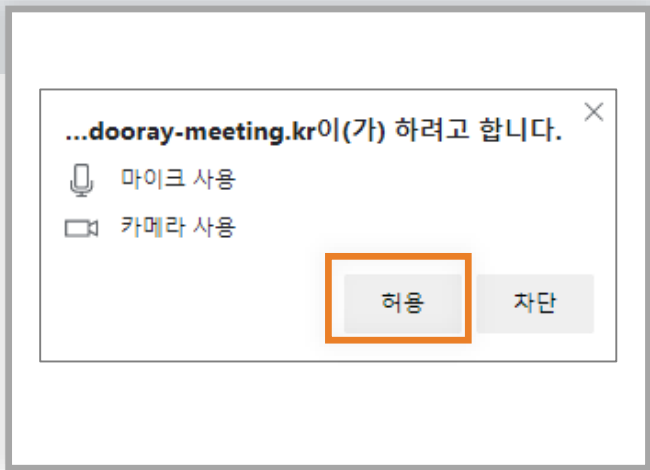 ...dooray-meeting.kr이(가) 하려고 합니다.
마이크 사용
카메라 사용
허용 차단